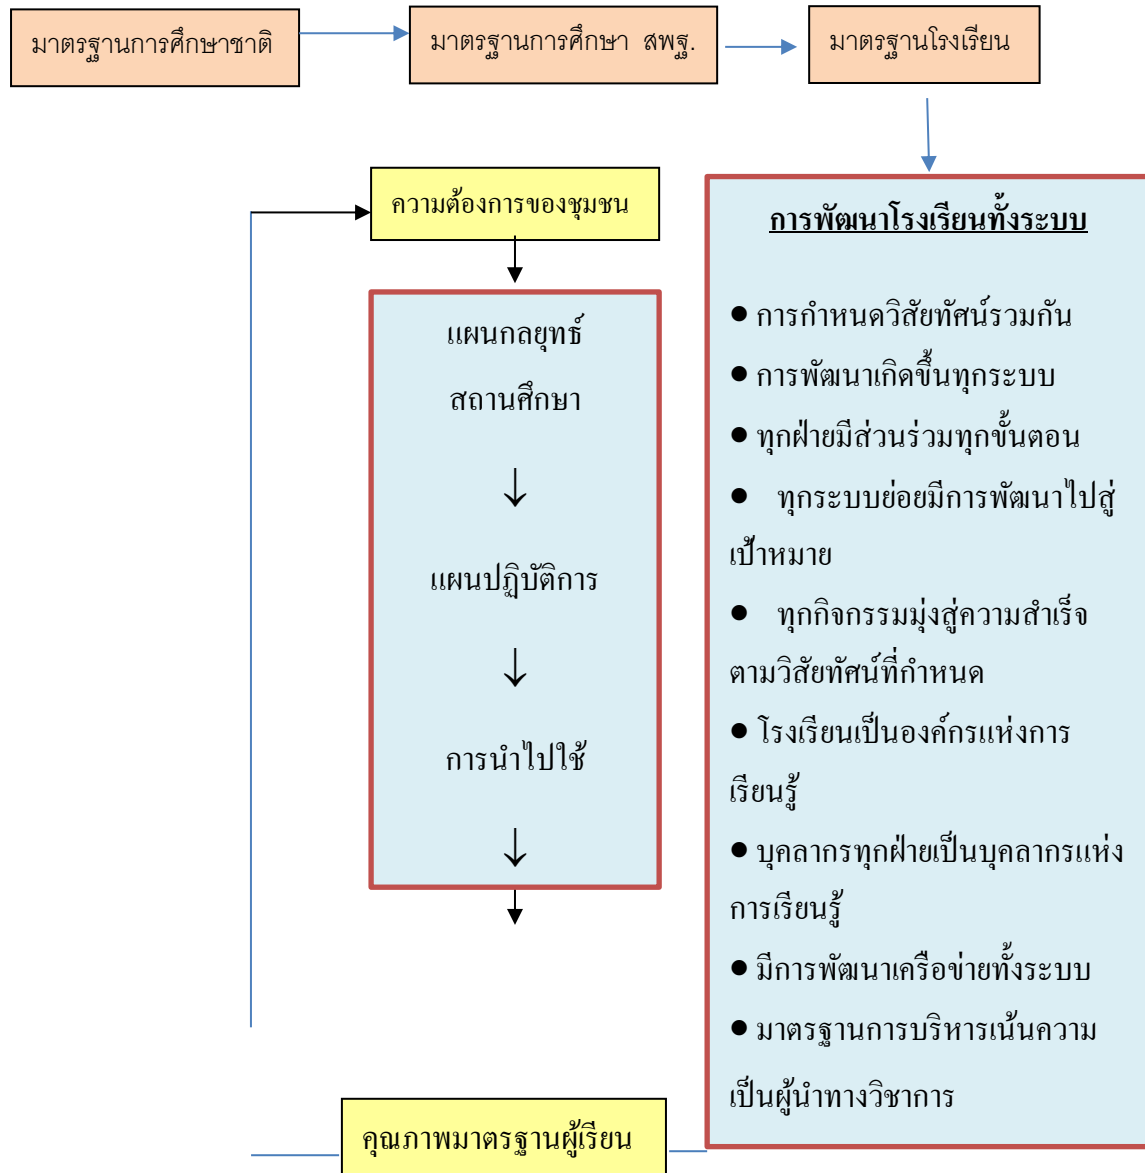 มาตรฐานการศึกษาชาติ
มาตรฐานการศึกษา สพฐ.
มาตรฐานโรงเรียน
ความต้องการของชุมชน
แผนกลยุทธ์
สถานศึกษา
↓
แผนปฏิบัติการ
↓
การนำไปใช้
↓
การพัฒนาโรงเรียนทั้งระบบ
● การกำหนดวิสัยทัศน์รวมกัน
● การพัฒนาเกิดขึ้นทุกระบบ
● ทุกฝ่ายมีส่วนร่วมทุกขั้นตอน
● ทุกระบบย่อยมีการพัฒนาไปสู่
เป้าหมาย
● ทุกกิจกรรมมุ่งสู่ความสำเร็จ
ตามวิสัยทัศน์ที่กำหนด
● โรงเรียนเป็นองค์กรแห่งการ
เรียนรู้
● บุคลากรทุกฝ่ายเป็นบุคลากรแห่ง
การเรียนรู้
● มีการพัฒนาเครือข่ายทั้งระบบ
● มาตรฐานการบริหารเน้นความ
เป็นผู้นำทางวิชาการ
คุณภาพมาตรฐานผู้เรียน